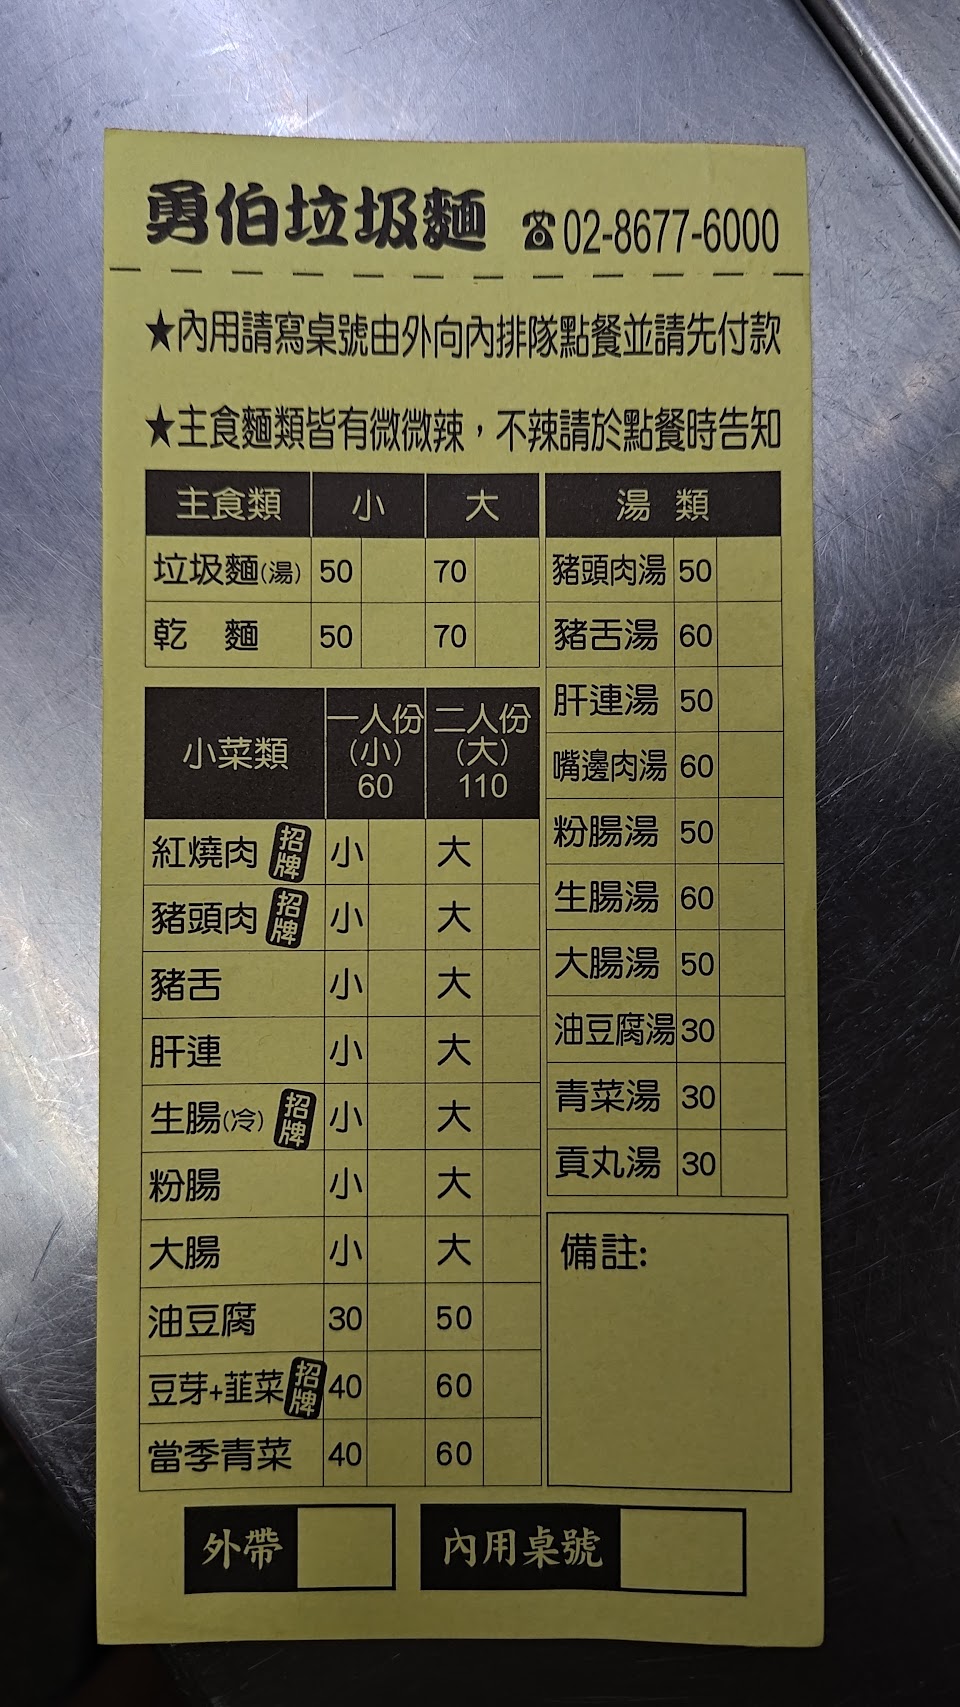 勇伯垃圾麵 ☎02-8677-6000
★內用請寫桌號由外向內排隊點餐並請先付款
★主食麵類皆有微微辣，不辣請於點餐時告知
主食類 小 大
垃圾麵(湯) 50 70
乾 麵 50 70
小菜類 一人份(小)60 二人份(大)110
紅燒肉 招牌 小 大
豬頭肉 招牌 小 大
豬舌 小 大
肝連 小 大
生腸(冷) 招牌 小 大
粉腸 小 大
大腸 小 大
油豆腐 30 50
豆芽+韮菜 招牌 40 60
當季青菜 40 60
湯 類
豬頭肉湯 50
豬舌湯 60
肝連湯 50
嘴邊肉湯 60
粉腸湯 50
生腸湯 60
大腸湯 50
油豆腐湯 30
青菜湯 30
貢丸湯 30
備註:
外帶 內用桌號